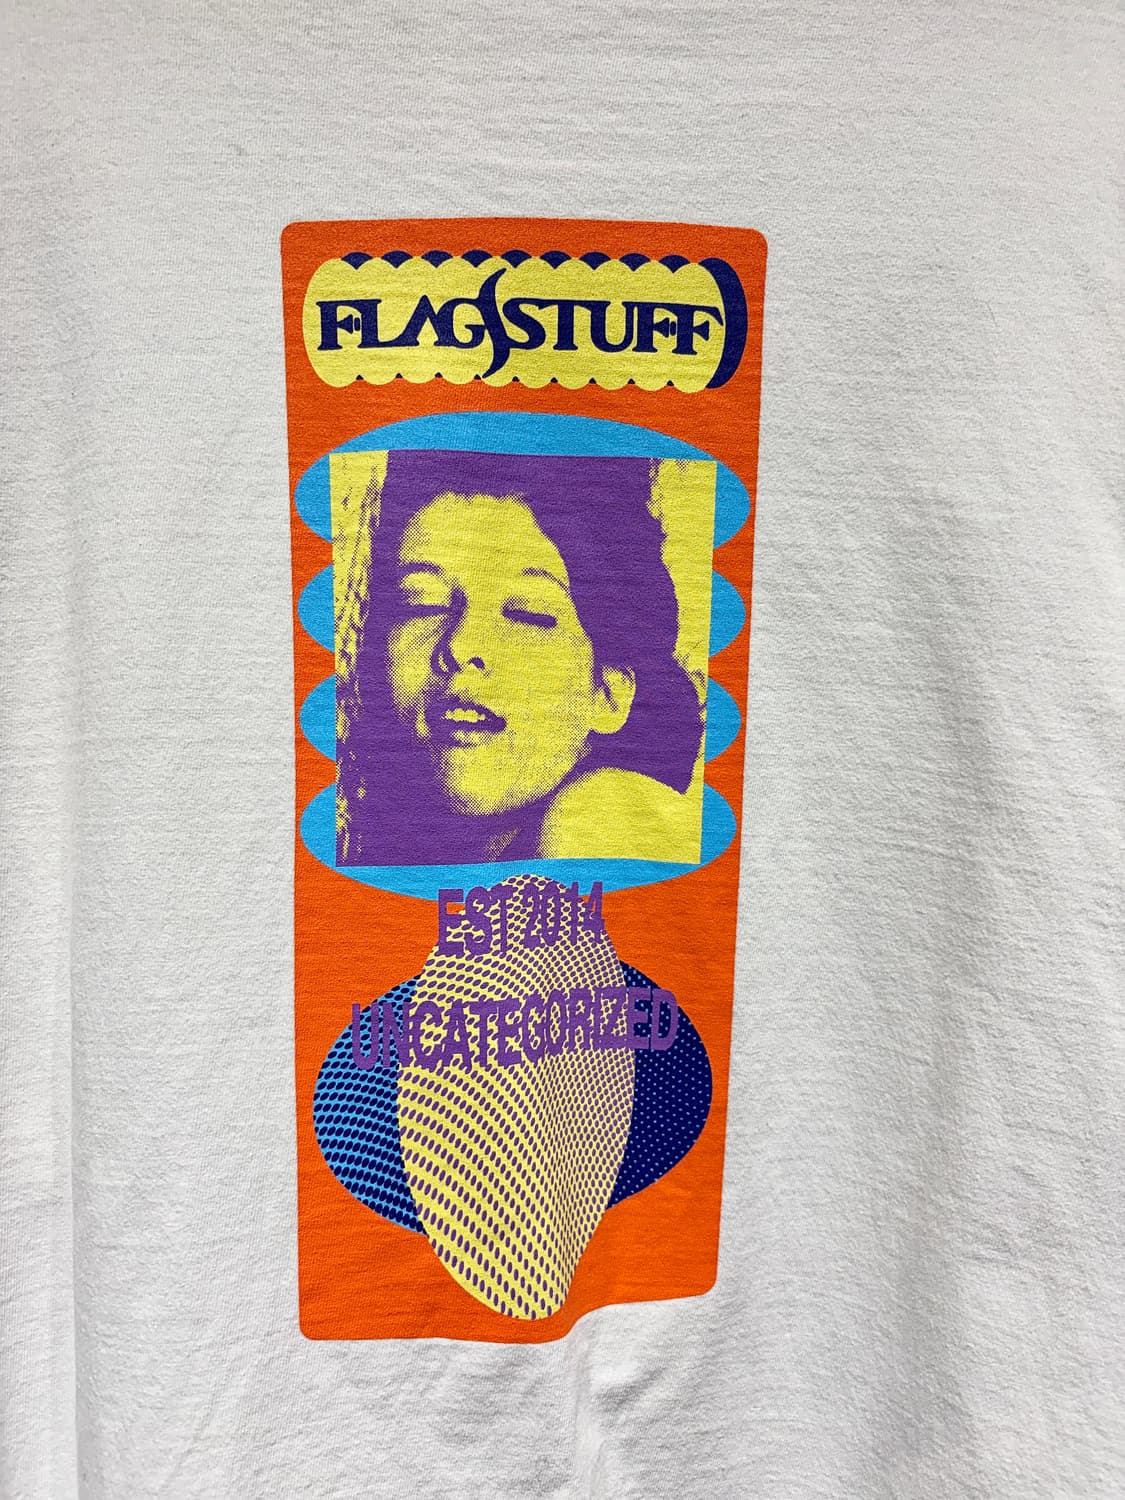 FLAGSTUFF
EST 2014
UNCATEGORIZED